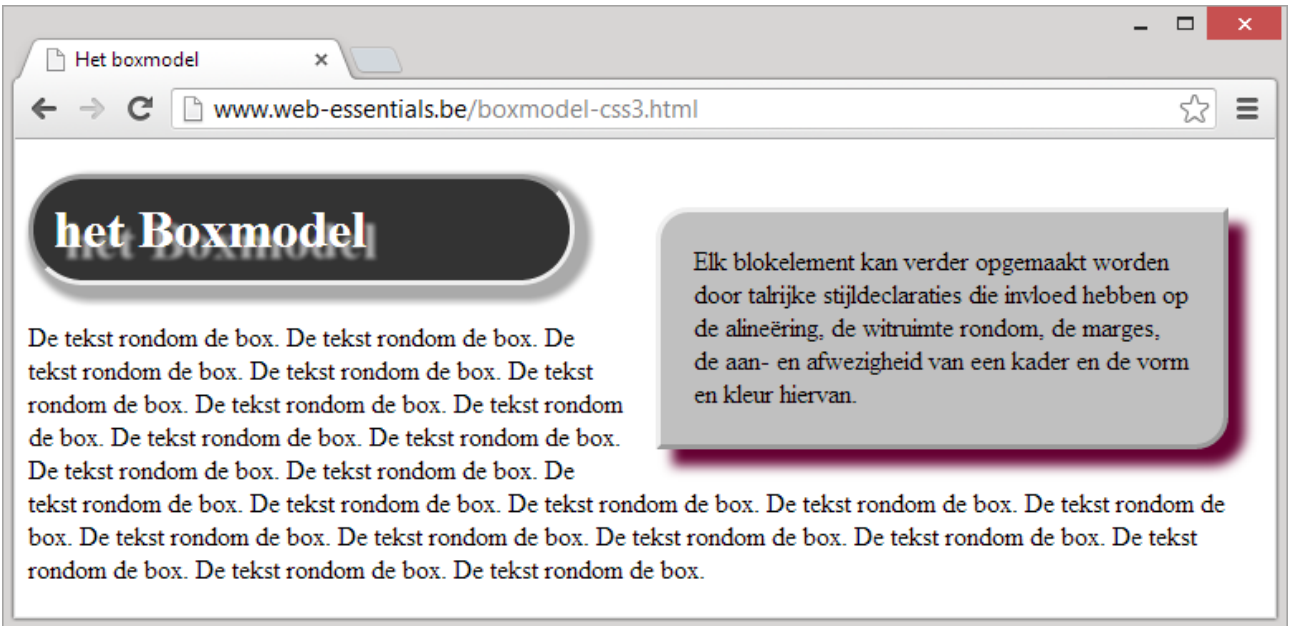 Het boxmodel
www.web-essentials.be/boxmodel-css3.html
het Boxmodel
Elk blokelement kan verder opgemaakt worden
door talrijke stijldeclaraties die invloed hebben op
de alineëring, de witruimte rondom, de marges,
de aan- en afwezigheid van een kader en de vorm
en kleur hiervan.
De tekst rondom de box. De tekst rondom de box. De
tekst rondom de box. De tekst rondom de box. De tekst
rondom de box. De tekst rondom de box. De tekst rondom
de box. De tekst rondom de box. De tekst rondom de box.
De tekst rondom de box. De tekst rondom de box. De
tekst rondom de box. De tekst rondom de box. De tekst rondom de box. De tekst rondom de box. De tekst rondom de
box. De tekst rondom de box. De tekst rondom de box. De tekst rondom de box. De tekst rondom de box. De tekst
rondom de box. De tekst rondom de box. De tekst rondom de box.